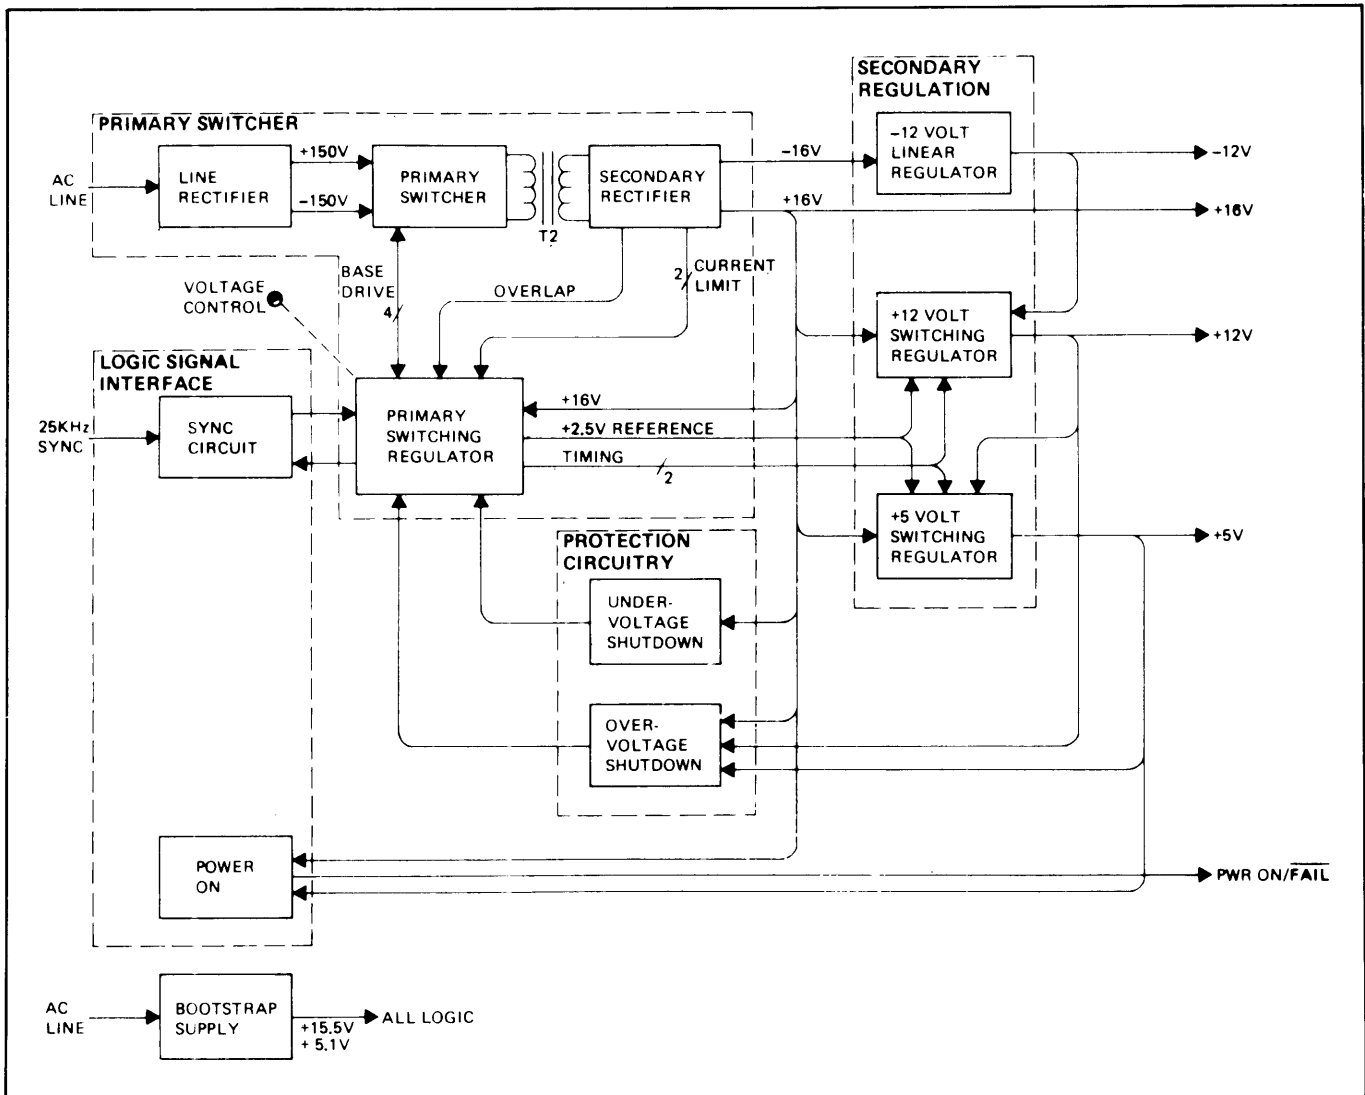 SECONDARY
REGULATION
PRIMARY SWITCHER
AC
LINE
LINE
RECTIFIER
+150V
-150V
PRIMARY
SWITCHER
T2
SECONDARY
RECTIFIER
-16V
+16V
-12 VOLT
LINEAR
REGULATOR
-12V
+16V
VOLTAGE
CONTROL
BASE
DRIVE
4
OVERLAP
2
CURRENT
LIMIT
+12 VOLT
SWITCHING
REGULATOR
+12V
LOGIC SIGNAL
INTERFACE
25KHz
SYNC
SYNC
CIRCUIT
PRIMARY
SWITCHING
REGULATOR
+16V
+2.5V REFERENCE
TIMING
2
+5 VOLT
SWITCHING
REGULATOR
+5V
PROTECTION
CIRCUITRY
UNDER-
VOLTAGE
SHUTDOWN
OVER-
VOLTAGE
SHUTDOWN
POWER
ON
PWR ON/FAIL
AC
LINE
BOOTSTRAP
SUPPLY
+15.5V
+ 5.1V
ALL LOGIC